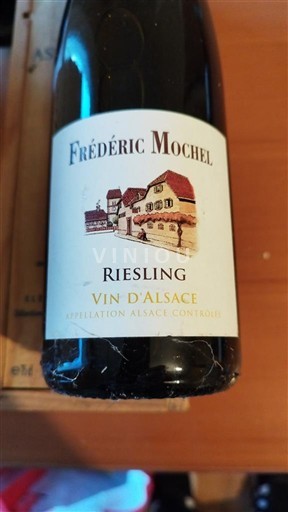 FRÉDÉRIC MOCHEL
VINIOU
RIESLING
VIN D'ALSACE
APPELLATION ALSACE CONTRÔLÉE